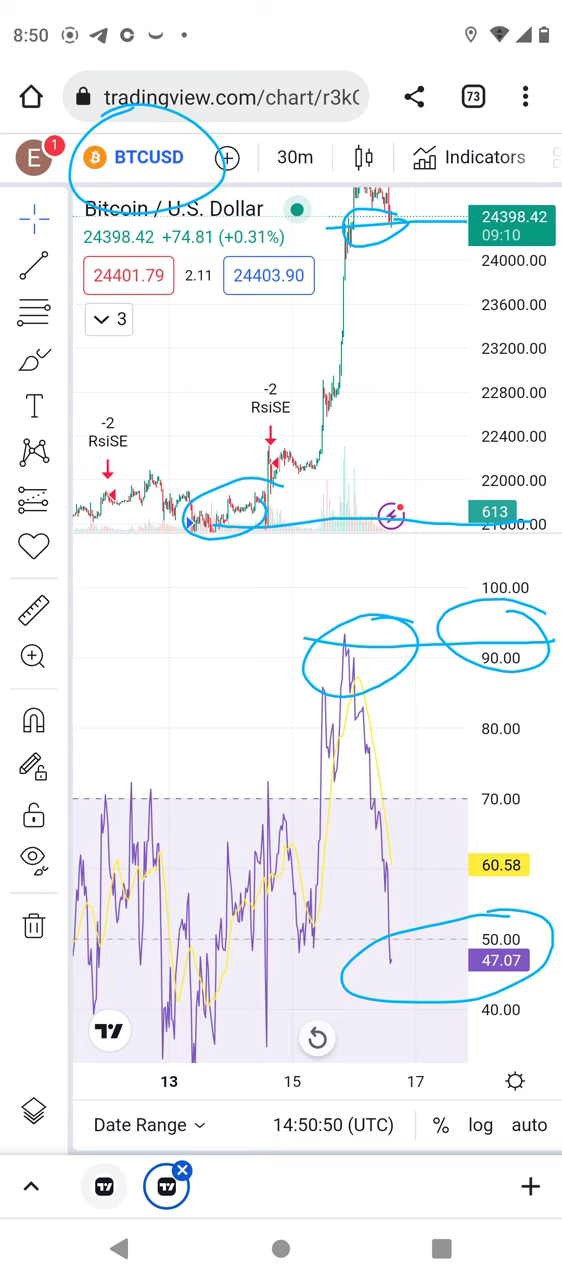 8:50
tradingview.com/chart/r3k(
73
E
1
BTCUSD
30m
Indicators
Bitcoin / U.S. Dollar
24398.42 +74.81 (+0.31%)
24401.79 2.11 24403.90
3
24398.42
09:10
24000.00
23600.00
23200.00
22800.00
-2
RsiSE
-2
RsiSE
22400.00
22000.00
613
21600.00
100.00
90.00
80.00
70.00
60.58
50.00
47.07
40.00
13 15 17
Date Range 14:50:50 (UTC) % log auto